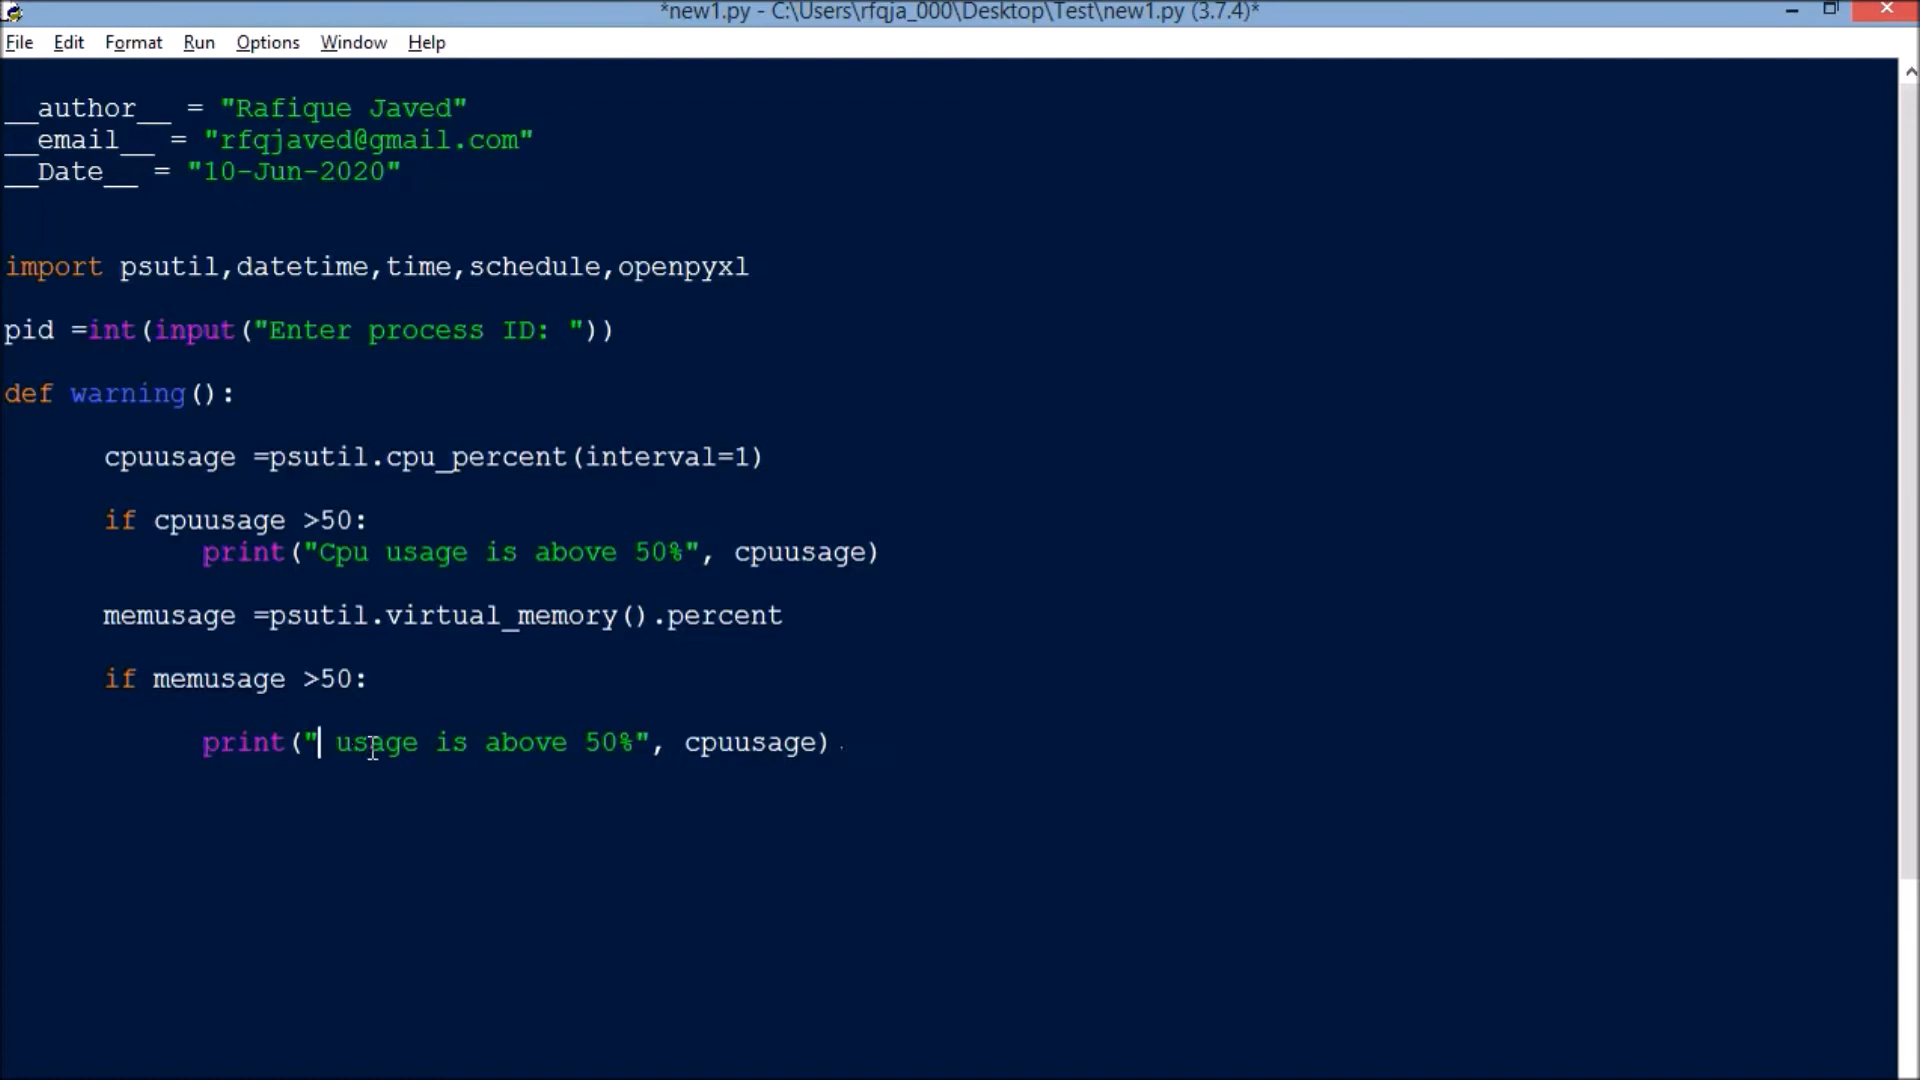 *new1.py - C:\Users\rfqja_000\Desktop\Test\new1.py (3.7.4)*
File Edit Format Run Options Window Help
__author__ = "Rafique Javed"
__email__ = "rfqjaved@gmail.com"
__Date__ = "10-Jun-2020"
import psutil,datetime,time,schedule,openpyxl
pid =int(input("Enter process ID: "))
def warning():
cpuusage =psutil.cpu_percent(interval=1)
if cpuusage >50:
print("Cpu usage is above 50%", cpuusage)
memusage =psutil.virtual_memory().percent
if memusage >50:
print(" usage is above 50%", cpuusage)